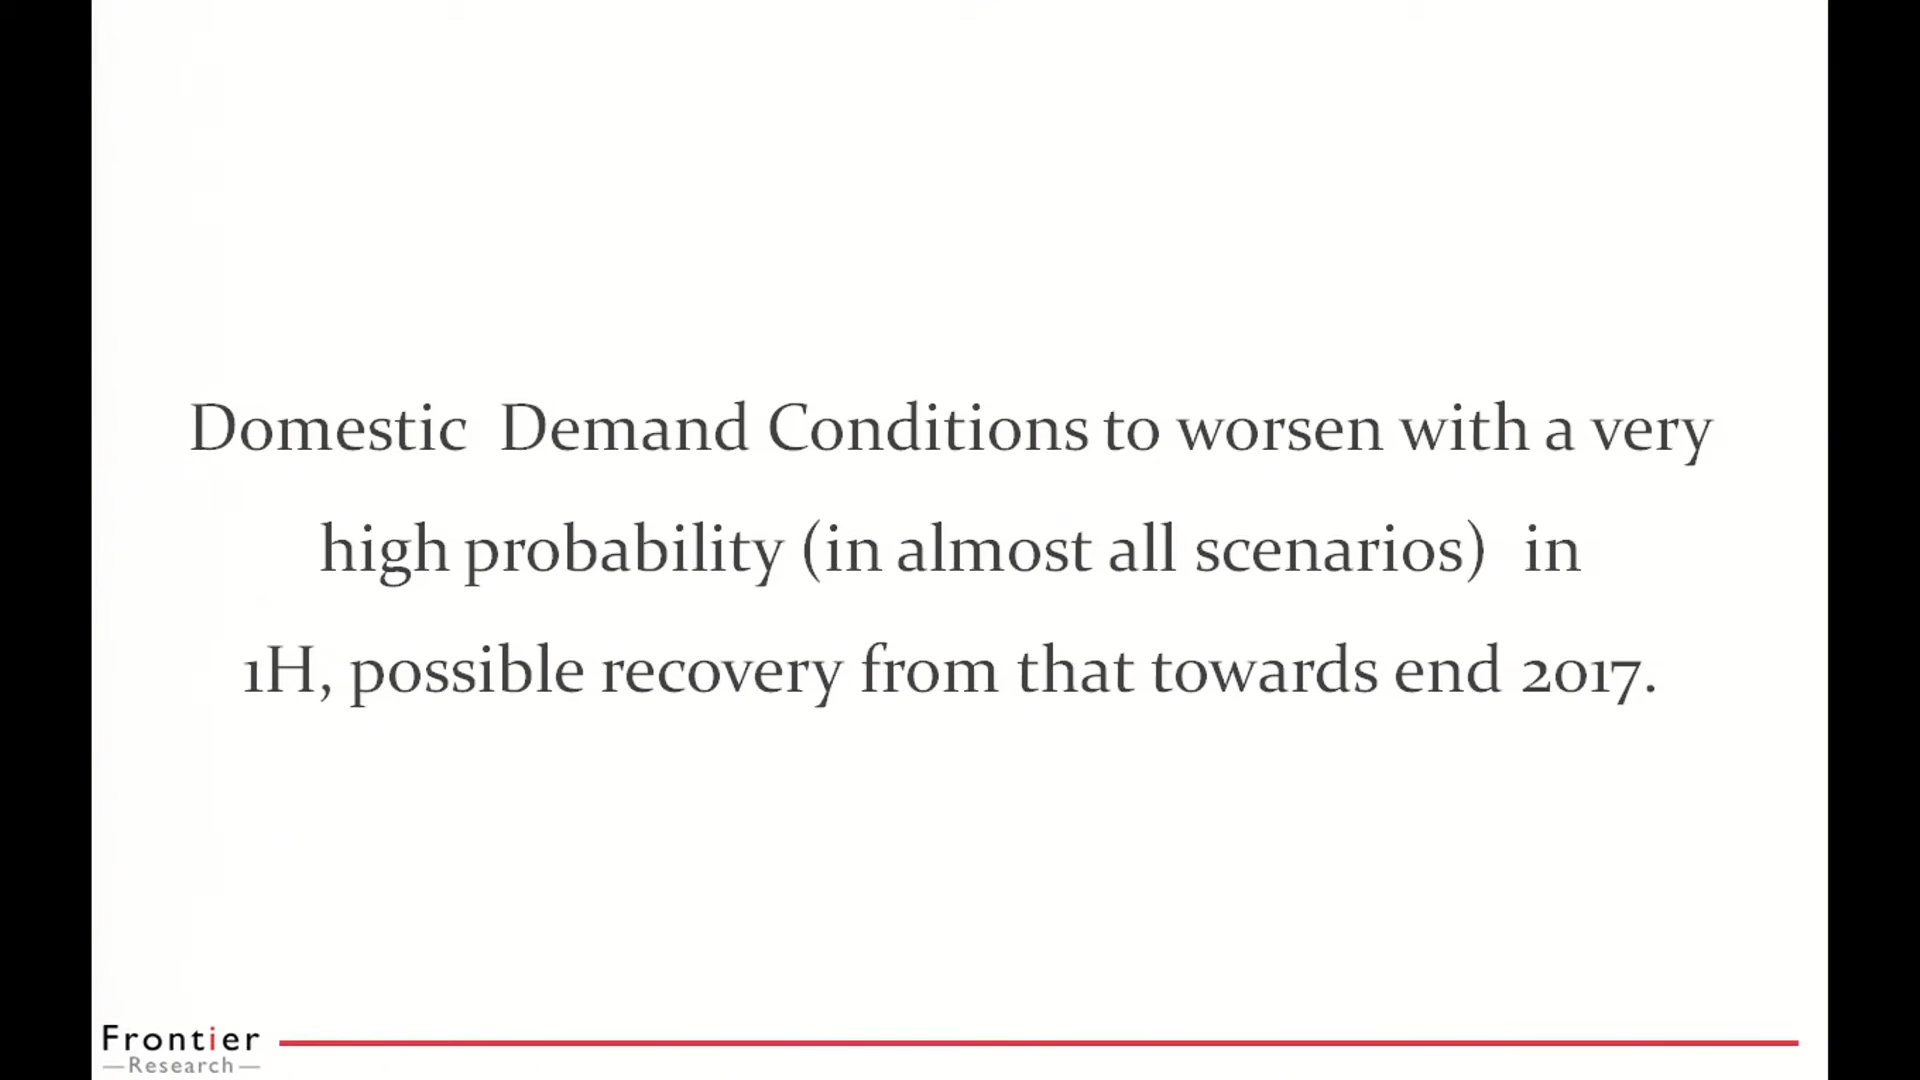 Domestic  Demand Conditions to worsen with a very
high probability (in almost all scenarios)  in
1H, possible recovery from that towards end 2017.
Frontier
—Research—